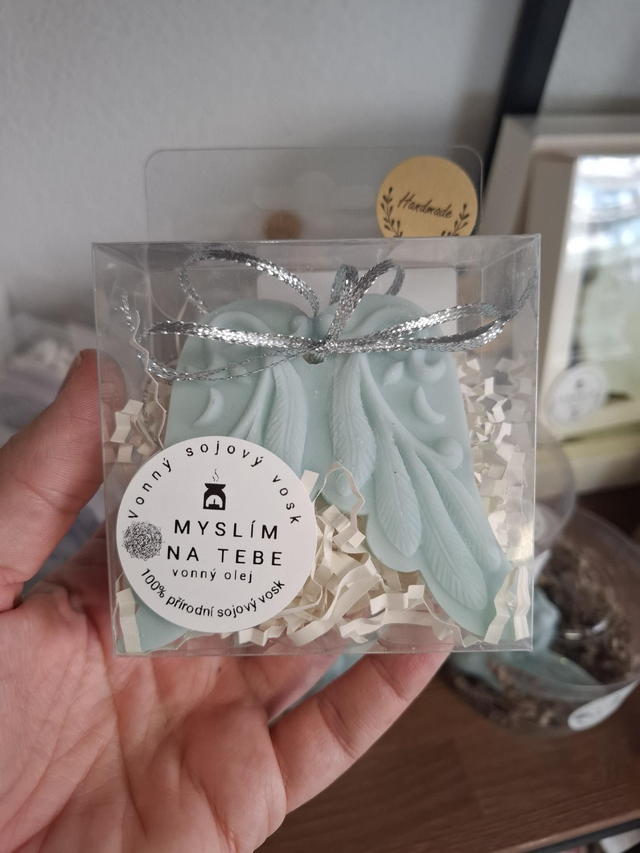 Handmade
vonný sojový vosk
MYSLÍM
NA TEBE
vonný olej
100% přírodní sojový vosk